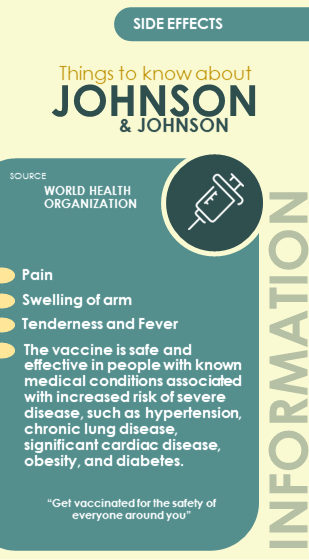 SIDE EFFECTS
Things to know about
JOHNSON
& JOHNSON
SOURCE
WORLD HEALTH
ORGANIZATION
Pain
Swelling of arm
Tenderness and Fever
The vaccine is safe and
effective in people with known
medical conditions associated
with increased risk of severe
disease, such as hypertension,
chronic lung disease,
significant cardiac disease,
obesity, and diabetes.
“Get vaccinated for the safety of
everyone around you”
INFORMATION